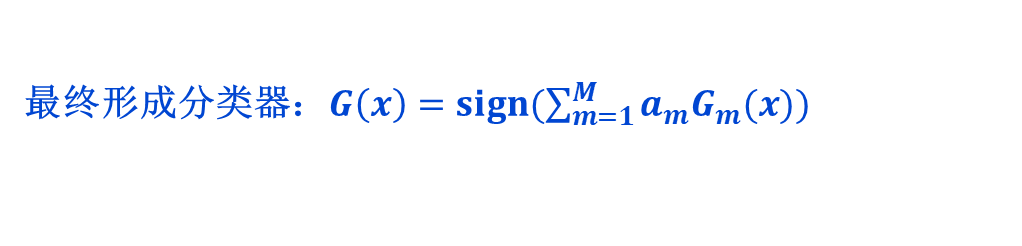 最终形成分类器：G(x) = sign(∑_{m=1}^{M} a_m G_m(x))